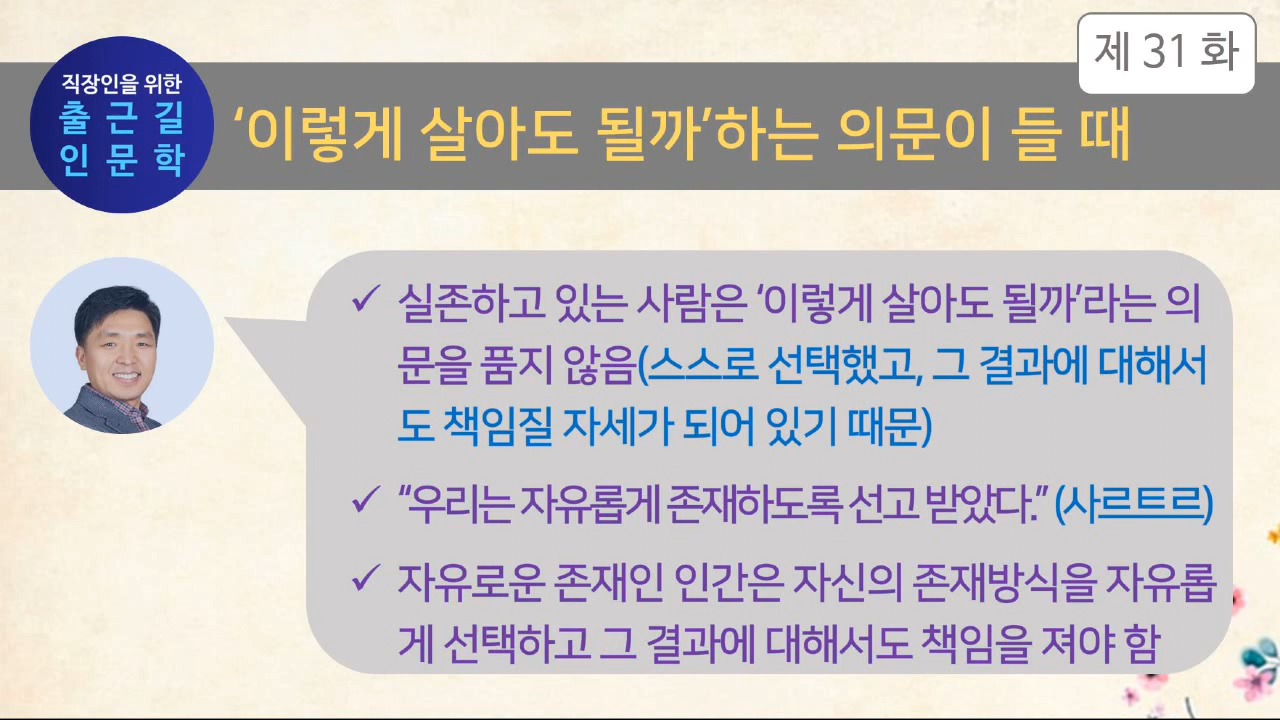 제 31 화
직장인을 위한
출 근 길
인 문 학
‘이렇게 살아도 될까’하는 의문이 들 때
✓ 실존하고 있는 사람은 ‘이렇게 살아도 될까’라는 의
문을 품지 않음(스스로 선택했고, 그 결과에 대해서
도 책임질 자세가 되어 있기 때문)
✓ “우리는 자유롭게 존재하도록 선고 받았다.” (사르트르)
✓ 자유로운 존재인 인간은 자신의 존재방식을 자유롭
게 선택하고 그 결과에 대해서도 책임을 져야 함